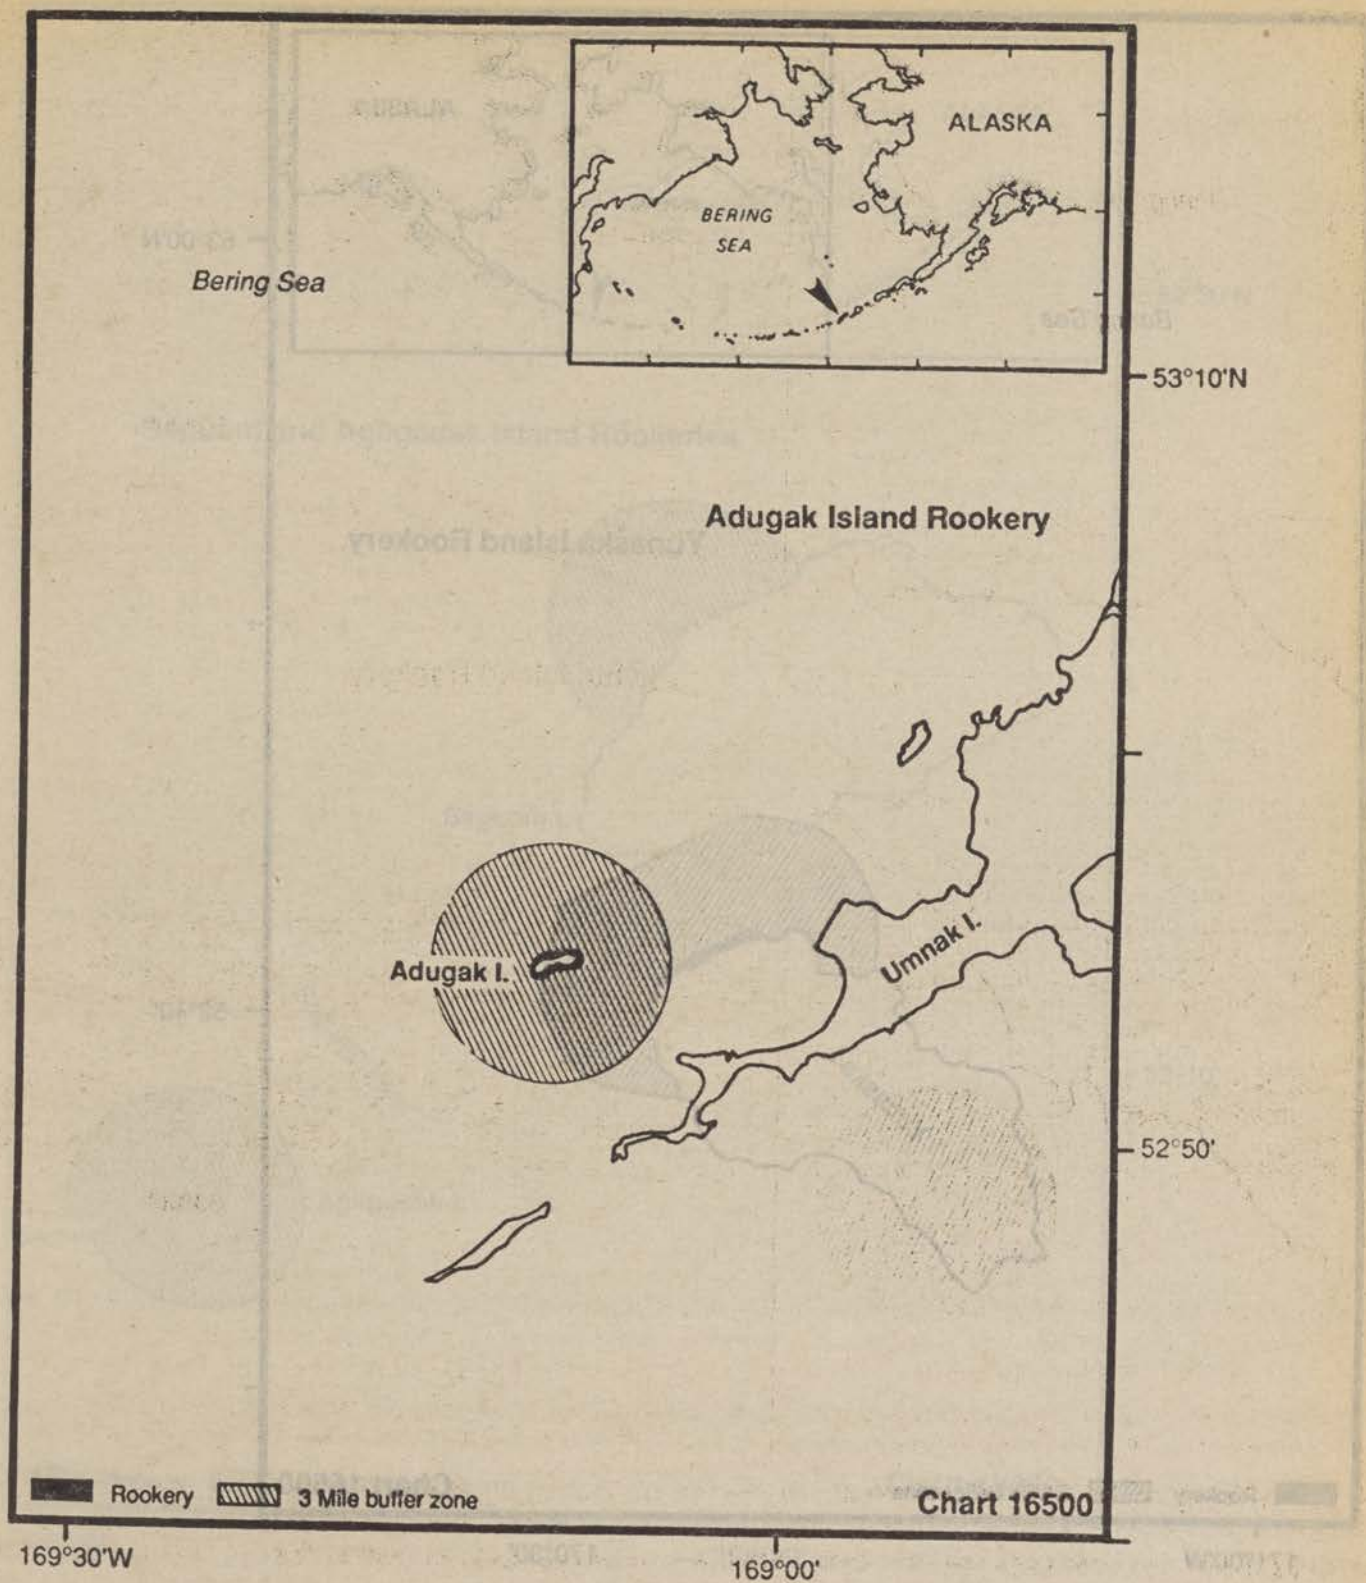 ALASKA
BERING
SEA
Bering Sea
53°10'N
Adugak Island Rookery
Umnak I.
Adugak I.
52°50'
Rookery
3 Mile buffer zone
Chart 16500
169°30'W
169°00'